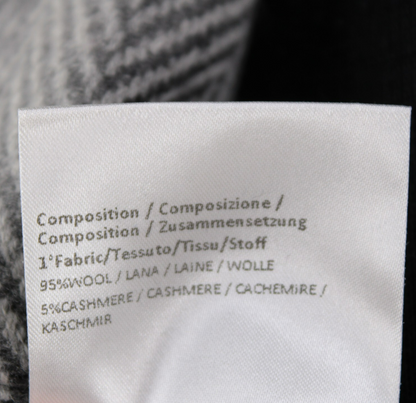 Composition / Composizione /
Composition / Zusammensetzung
1°Fabric/Tessuto/Tissu/Stoff
95%WOOL / LANA / LAINE / WOLLE
5%CASHMERE / CASHMERE / CACHEMIRE /
KASCHMIR